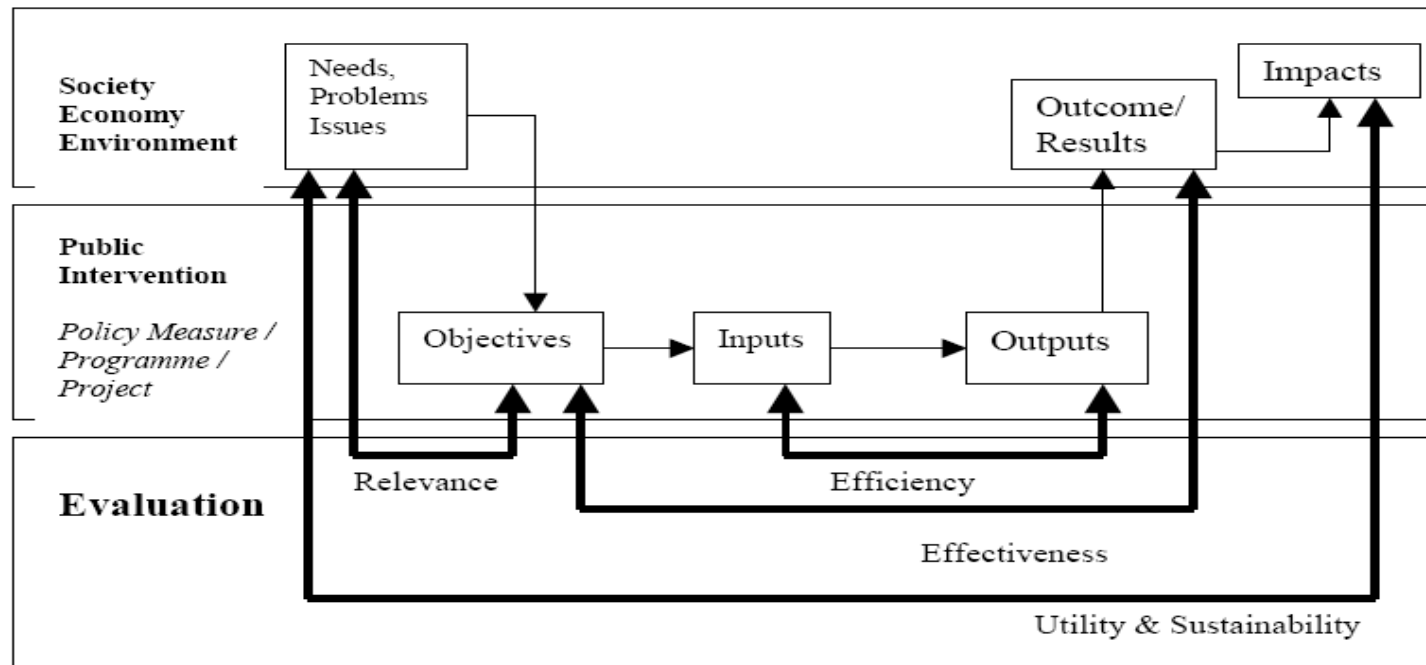 Society
Economy
Environment
Needs,
Problems
Issues
Outcome/
Results
Impacts
Public
Intervention
Policy Measure /
Programme /
Project
Objectives
Inputs
Outputs
Evaluation
Relevance
Efficiency
Effectiveness
Utility & Sustainability